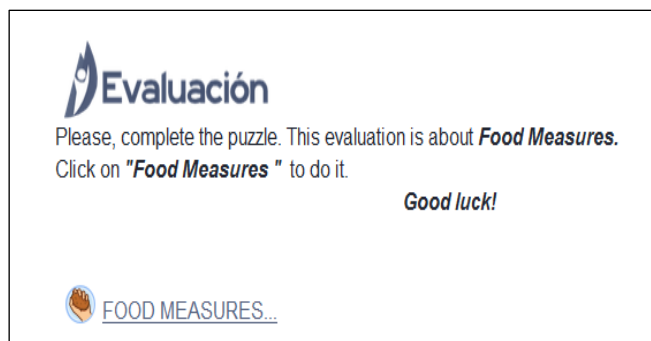 Evaluación
Please, complete the puzzle. This evaluation is about Food Measures.
Click on "Food Measures " to do it.
Good luck!
FOOD MEASURES...